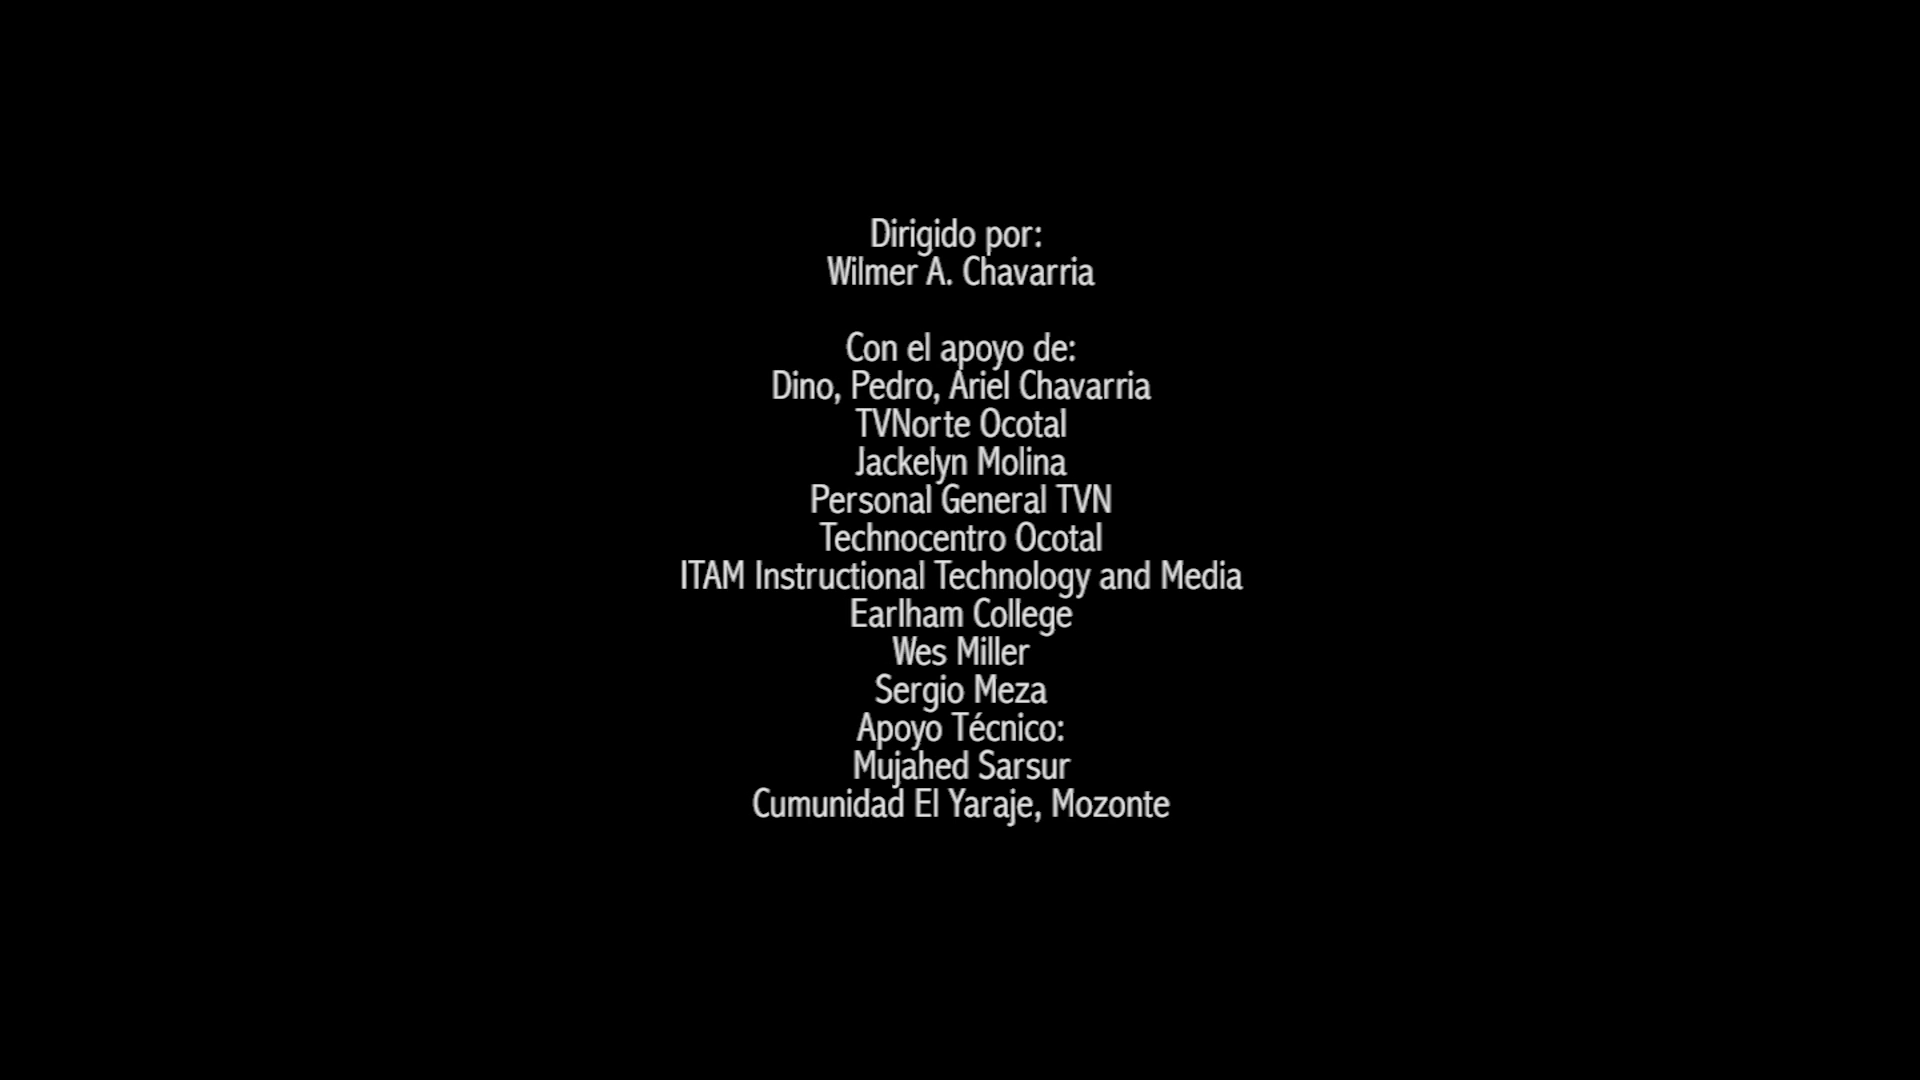 Dirigido por:
Wilmer A. Chavarria
Con el apoyo de:
Dino, Pedro, Ariel Chavarria
TVNorte Ocotal
Jackelyn Molina
Personal General TVN
Technocentro Ocotal
ITAM Instructional Technology and Media
Earlham College
Wes Miller
Sergio Meza
Apoyo Técnico:
Mujahed Sarsur
Cumunidad El Yaraje, Mozonte